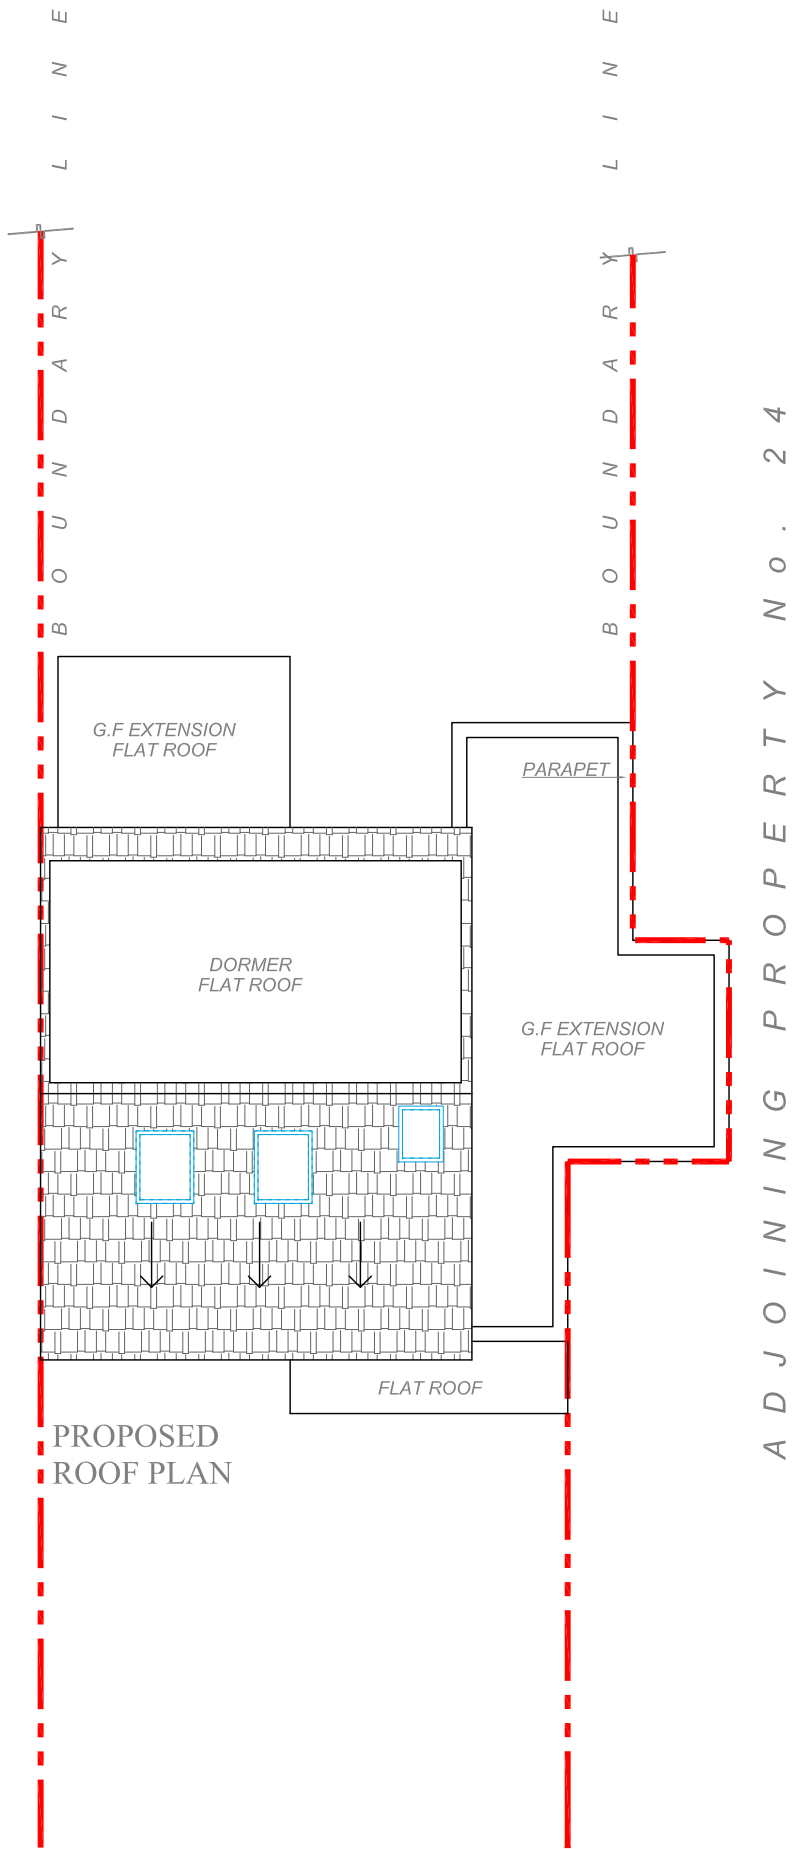 BOUNDARY LINE
BOUNDARY LINE
ADJOINING PROPERTY No. 24
G.F EXTENSION
FLAT ROOF
PARAPET
DORMER
FLAT ROOF
G.F EXTENSION
FLAT ROOF
FLAT ROOF
PROPOSED
ROOF PLAN